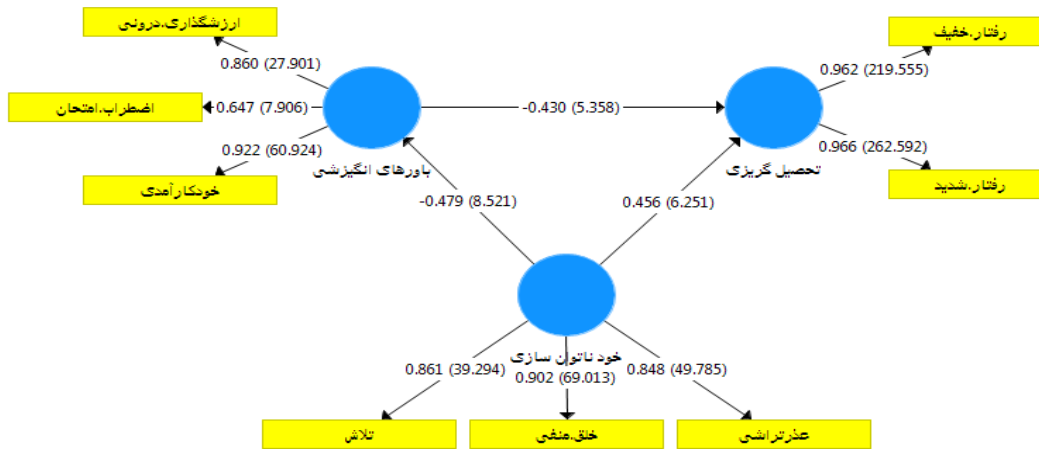 ارزشگذاری.درونی
رفتار.خفیف
0.860 (27.901)
0.962 (219.555)
اضطراب.امتحان
0.647 (7.906)
-0.430 (5.358)
0.922 (60.924)
0.966 (262.592)
باورهای انگیزشی
تحصیل گریزی
خودکارآمدی
رفتار.شدید
-0.479 (8.521)
0.456 (6.251)
خود ناتوان سازی
0.861 (39.294)
0.902 (69.013)
0.848 (49.785)
تلاش
خلق.منفی
عذرتراشی